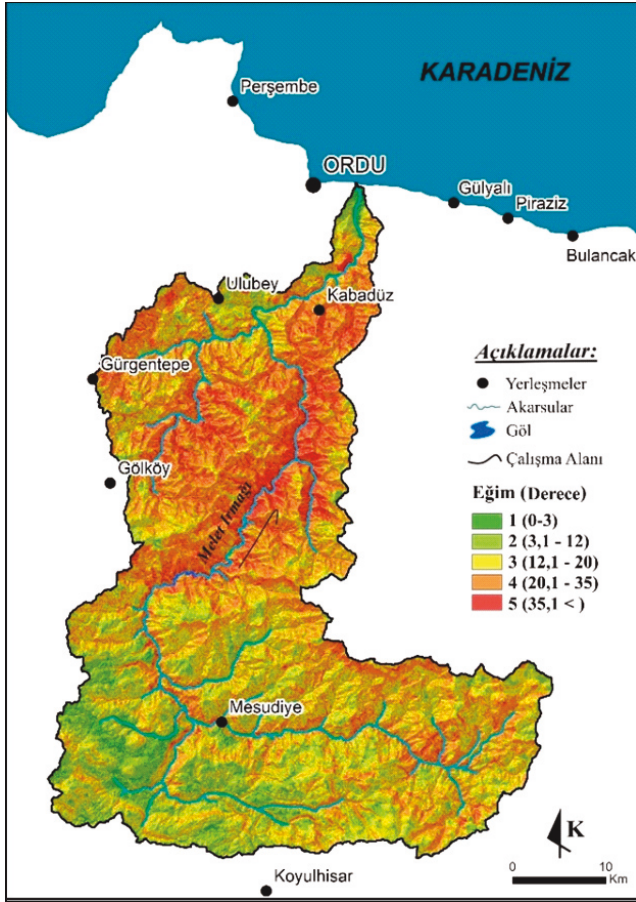 KARADENİZ
Perşembe
ORDU
Gülyalı
Piraziz
Bulancak
Ulubey
Kabadüz
Gürgentepe
Gölköy
Melet Irmağı
Mesudiye
Koyulhisar
Açıklamalar:
Yerleşmeler
Akarsular
Göl
Çalışma Alanı
Eğim (Derece)
1 (0-3)
2 (3,1 - 12)
3 (12,1 - 20)
4 (20,1 - 35)
5 (35,1 < )
K
0 10
Km